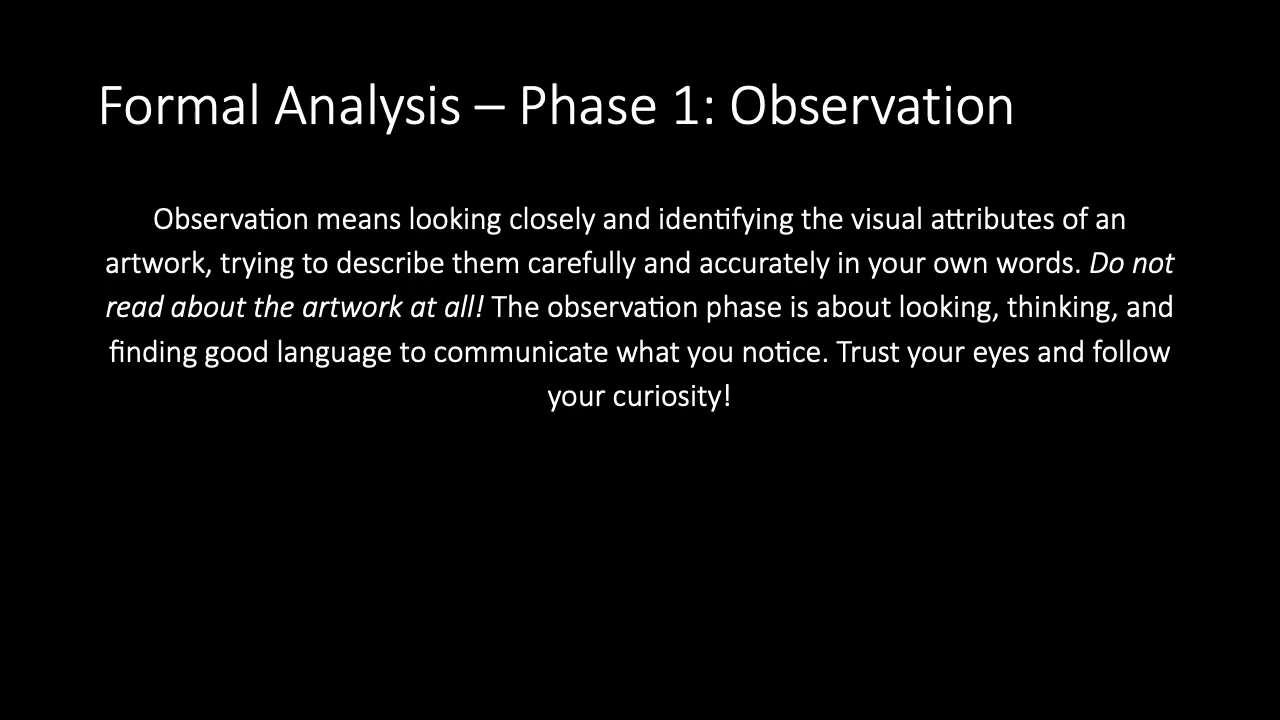 Formal Analysis – Phase 1: Observation
Observation means looking closely and identifying the visual attributes of an
artwork, trying to describe them carefully and accurately in your own words. Do not
read about the artwork at all! The observation phase is about looking, thinking, and
finding good language to communicate what you notice. Trust your eyes and follow
your curiosity!